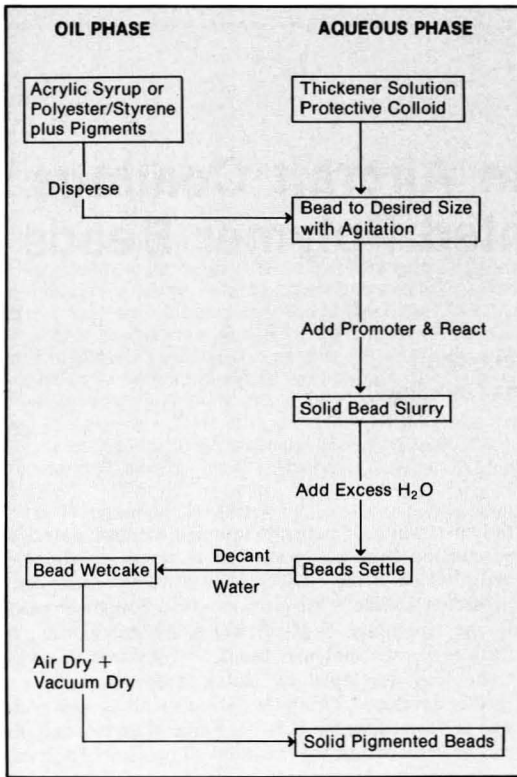 OIL PHASE
AQUEOUS PHASE
Acrylic Syrup or
Polyester/Styrene
plus Pigments
Thickener Solution
Protective Colloid
Disperse
Bead to Desired Size
with Agitation
Add Promoter & React
Solid Bead Slurry
Add Excess H₂O
Decant
Bead Wetcake
Beads Settle
Water
Air Dry +
Vacuum Dry
Solid Pigmented Beads